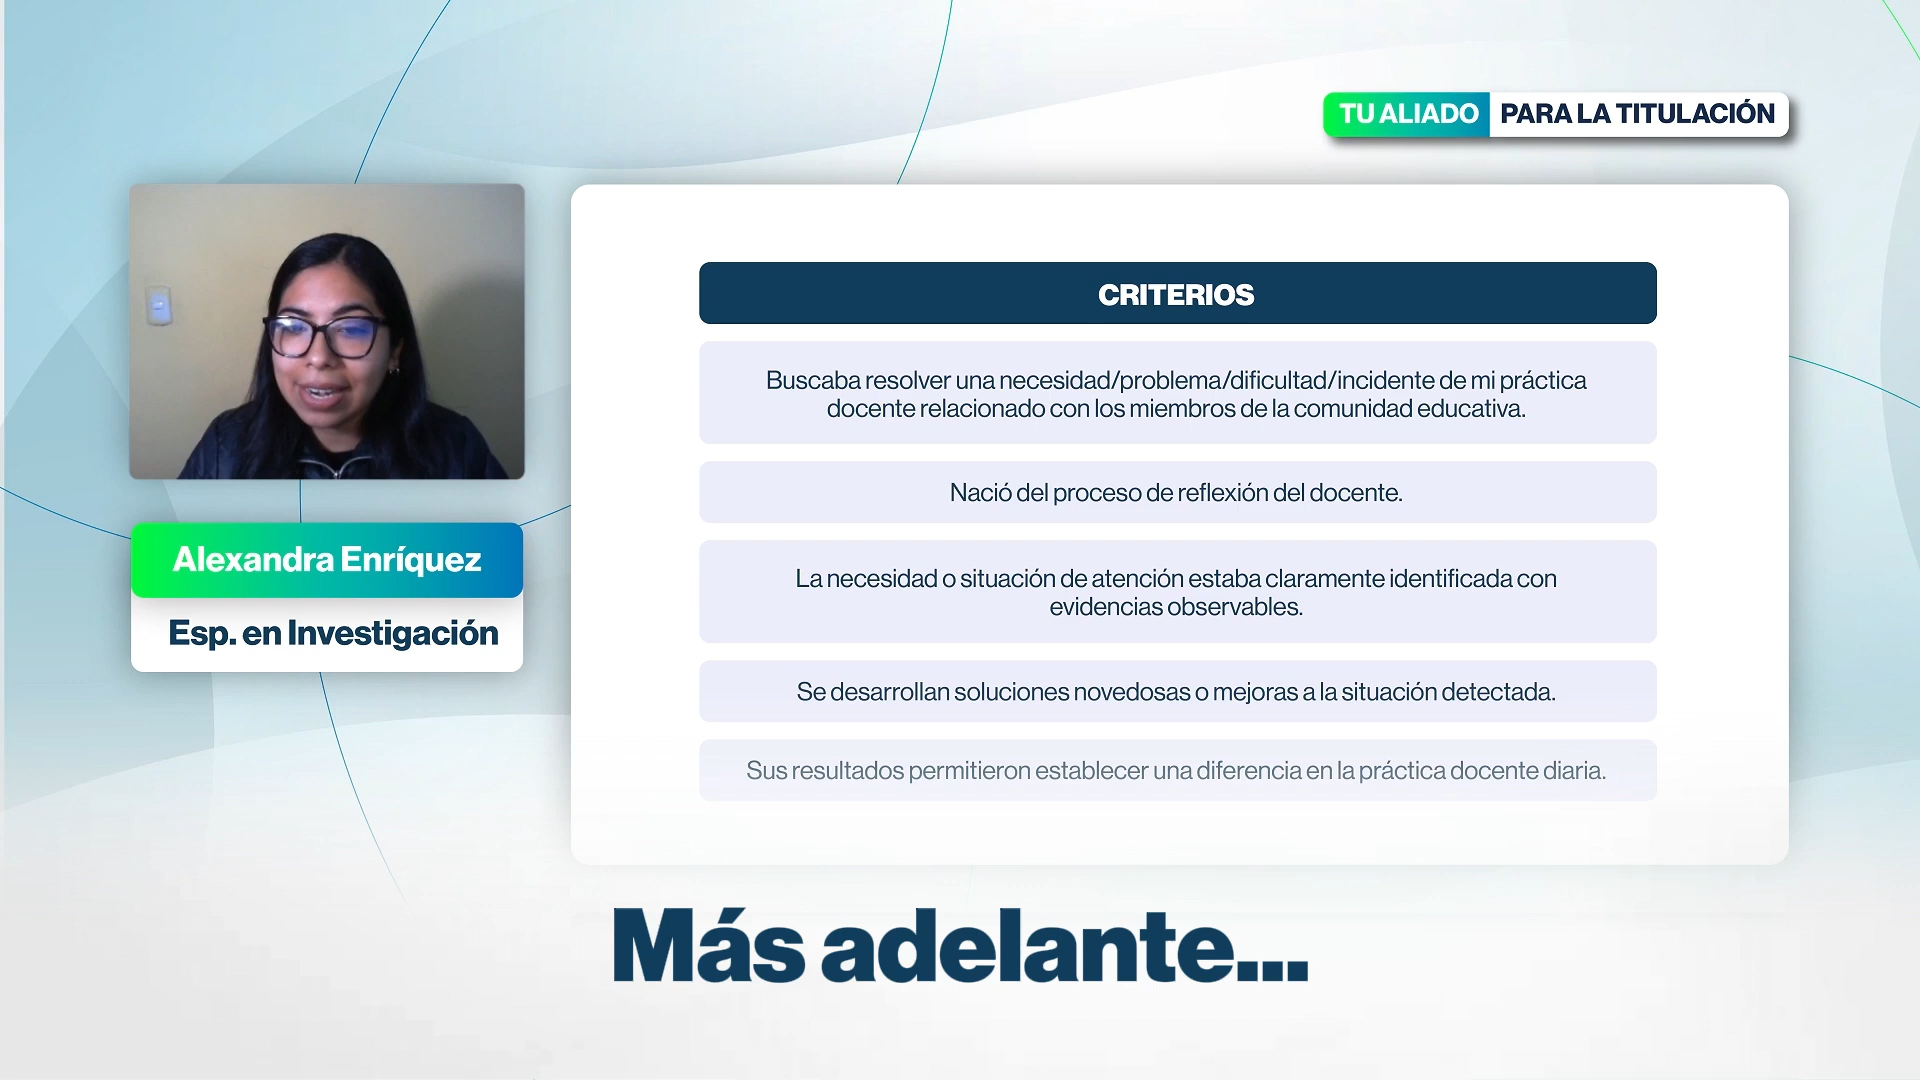 TU ALIADO PARA LA TITULACIÓN
Alexandra Enríquez
Esp. en Investigación
CRITERIOS
Buscaba resolver una necesidad/problema/dificultad/incidente de mi práctica
docente relacionado con los miembros de la comunidad educativa.
Nació del proceso de reflexión del docente.
La necesidad o situación de atención estaba claramente identificada con
evidencias observables.
Se desarrollan soluciones novedosas o mejoras a la situación detectada.
Sus resultados permitieron establecer una diferencia en la práctica docente diaria.
Más adelante...